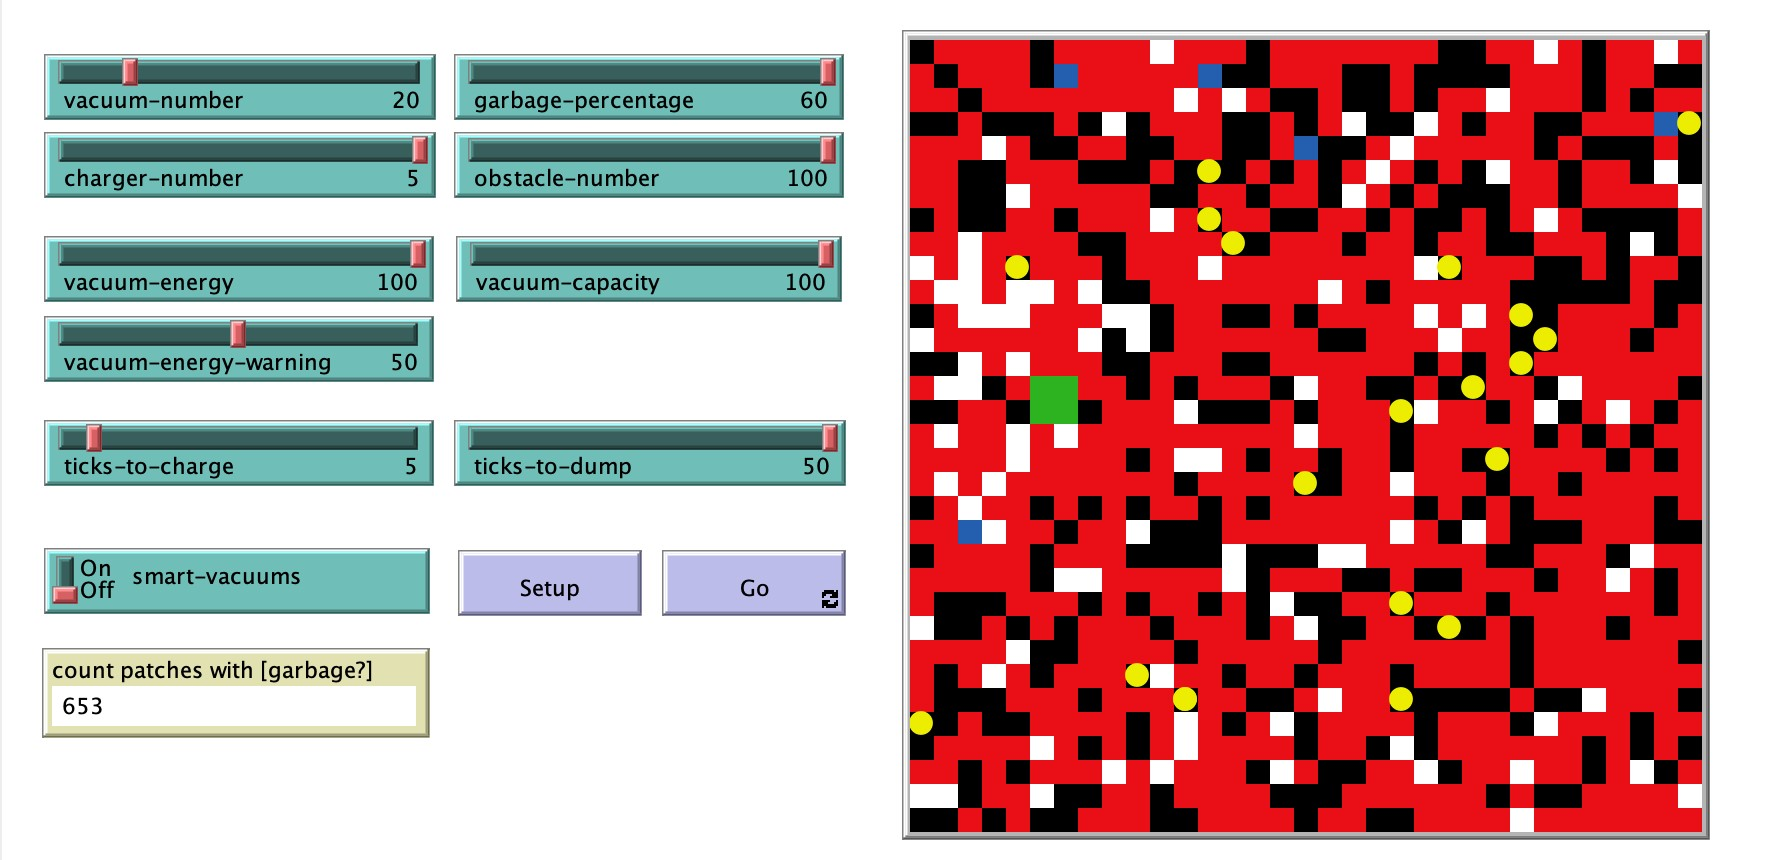 vacuum-number 20
garbage-percentage 60
charger-number 5
obstacle-number 100
vacuum-energy 100
vacuum-capacity 100
vacuum-energy-warning 50
ticks-to-charge 5
ticks-to-dump 50
On
Off
smart-vacuums
Setup
Go
count patches with [garbage?]
653